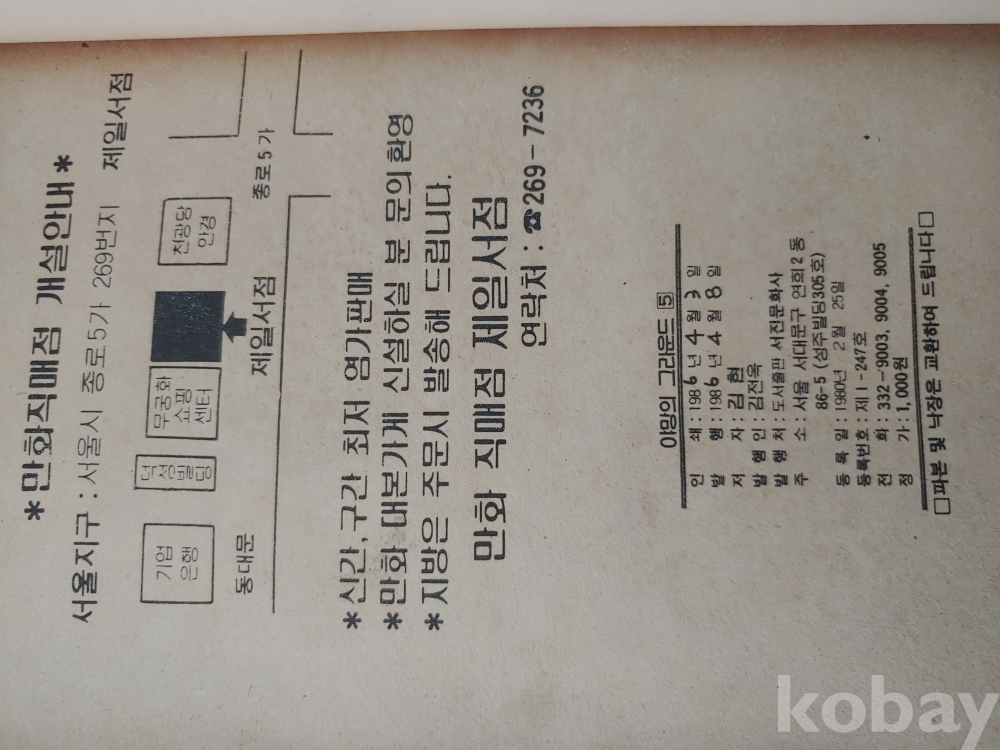 *만화직매점 개설안내*
서울지구 : 서울시 종로5가 269번지 제일서점
기업
은행
덕성빌딩
무궁화
쇼핑
센터
천광당
안경
동대문
제일서점
종로5가
*신간,구간 최저 염가판매
*만화 대본가게 신설하실 분 문의 환영
*지방은 주문시 발송해 드립니다.
만화 직매점 제일서점
연락처 : ☎269-7236
야망의 그라운드 5
인 쇄 : 1986년 4월 3일
발 행 : 1986년 4월 8일
저 자 : 김 현
발 행 인 : 김전옥
발 행 처 : 도서출판 서진문화사
주 소 : 서울 서대문구 연희2동
86-5 (성주빌딩305호)
등 록 일 : 1980년 2월 25일
등록번호 : 제1-247호
전 화 : 332-9003, 9004, 9005
정 가 : 1,000원
□파본 및 낙장은 교환하여 드립니다□
kobay